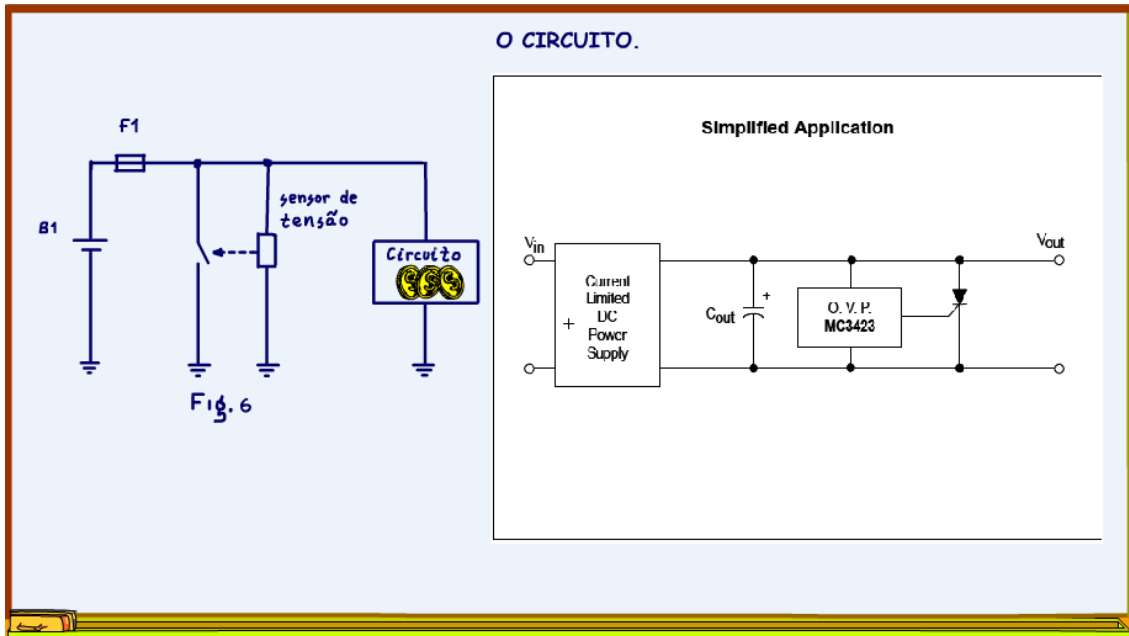 O CIRCUITO.
F1
B1
sensor de
tensão
Circuito
$$$
Fig. 6
Simplified Application
Vin
Current
Limited
DC
+
Power
Supply
Cout
+
O. V. P.
MC3423
Vout